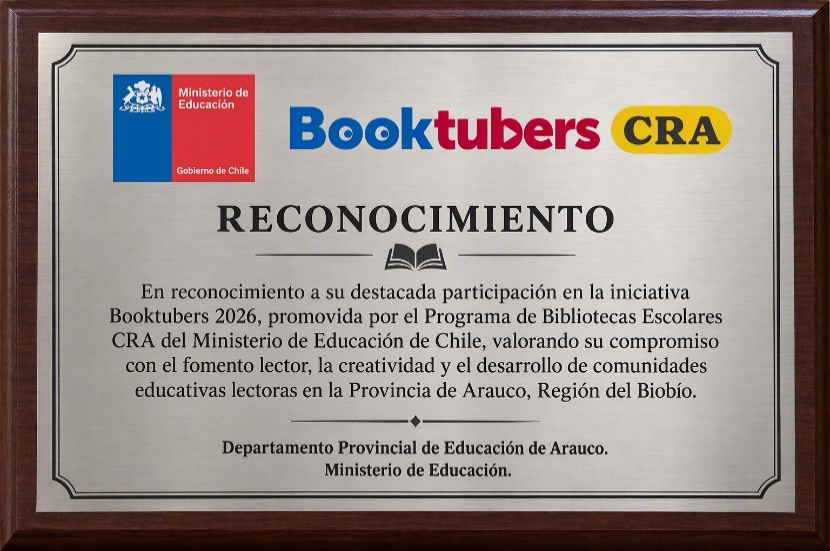 Ministerio de
Educación
Gobierno de Chile
Booktubers CRA
RECONOCIMIENTO
En reconocimiento a su destacada participación en la iniciativa
Booktubers 2026, promovida por el Programa de Bibliotecas Escolares
CRA del Ministerio de Educación de Chile, valorando su compromiso
con el fomento lector, la creatividad y el desarrollo de comunidades
educativas lectoras en la Provincia de Arauco, Región del Biobío.
Departamento Provincial de Educación de Arauco.
Ministerio de Educación.